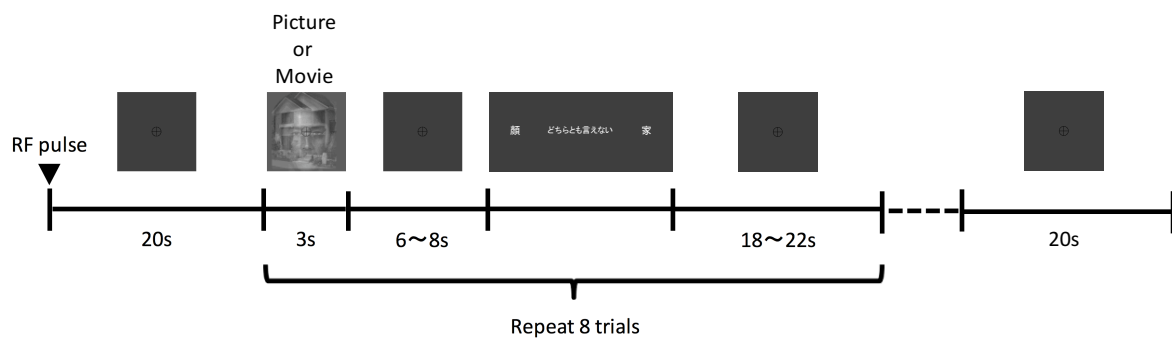 Picture
or
Movie
RF pulse
顔 どちらとも言えない 家
20s 3s 6〜8s 18〜22s 20s
Repeat 8 trials